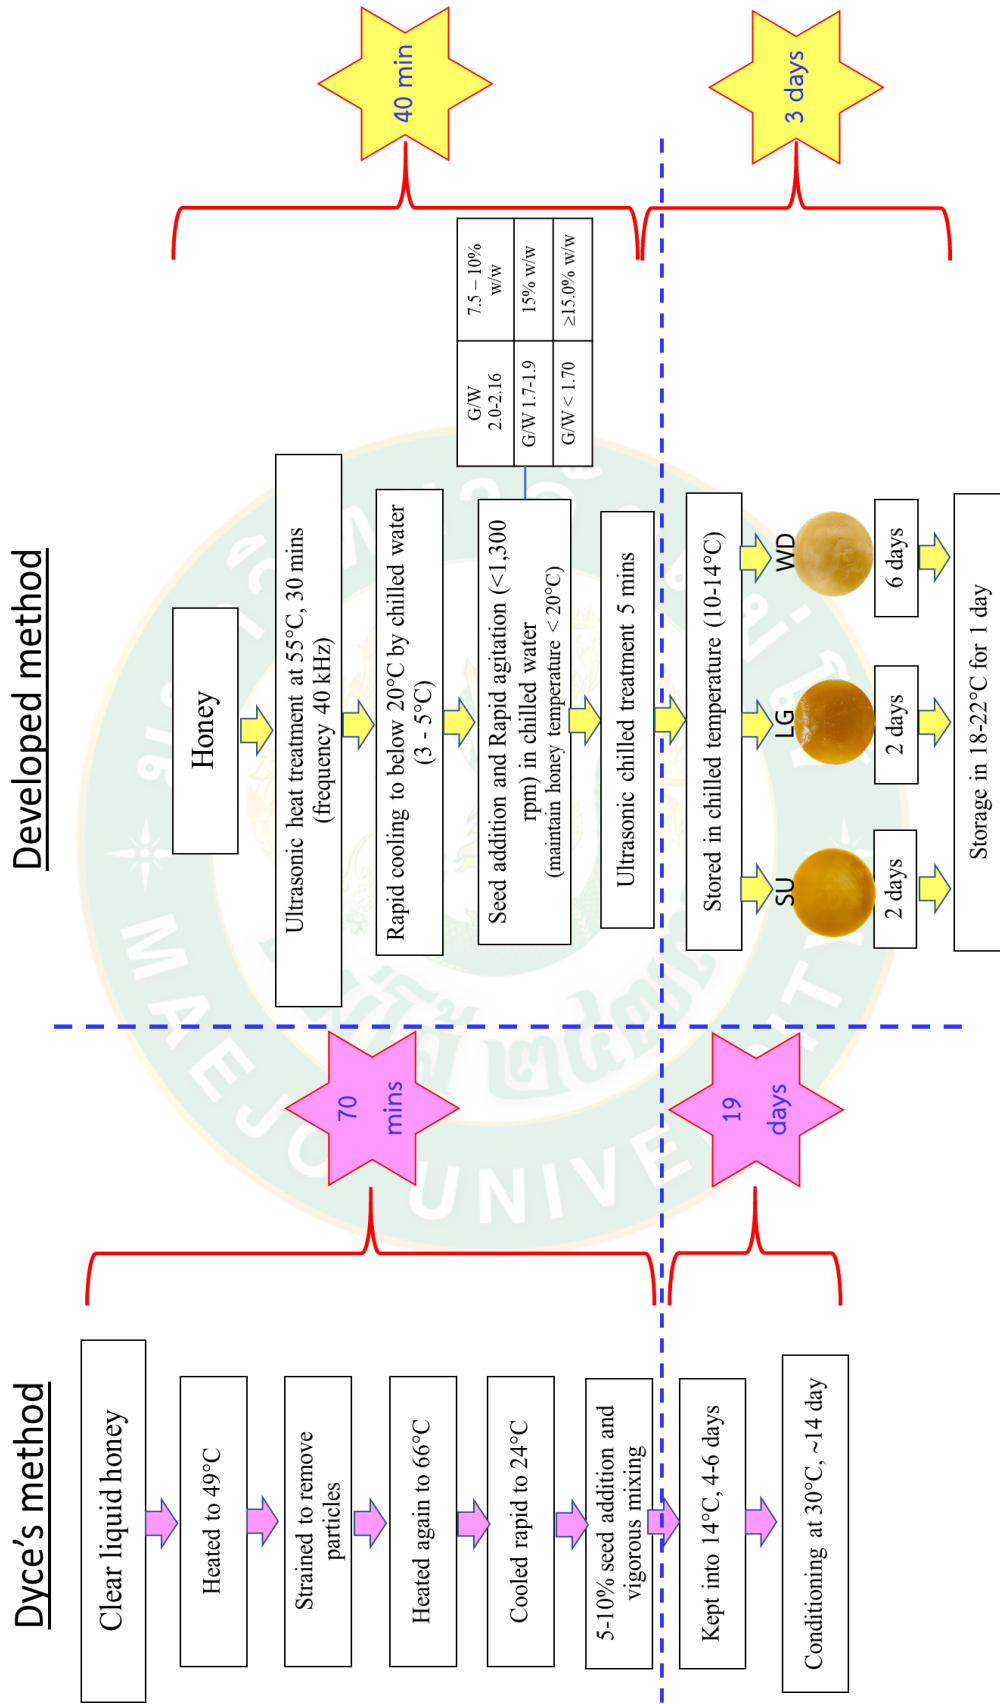 Dyce's method
Clear liquid honey
Heated to 49°C
Strained to remove
particles
Heated again to 66°C
Cooled rapid to 24°C
5-10% seed addition and
vigorous mixing
Kept into 14°C, 4-6 days
Conditioning at 30°C, ~14 day
70
mins
19
days
Developed method
Honey
Ultrasonic heat treatment at 55°C, 30 mins
(frequency 40 kHz)
Rapid cooling to below 20°C by chilled water
(3 - 5°C)
Seed addition and Rapid agitation (<1,300
rpm) in chilled water
(maintain honey temperature < 20°C)
G/W
2.0-2.16
7.5 – 10%
w/w
G/W 1.7-1.9
15% w/w
G/W < 1.70
≥15.0% w/w
Ultrasonic chilled treatment 5 mins
Stored in chilled temperature (10-14°C)
SU
LG
WD
2 days
2 days
6 days
Storage in 18-22°C for 1 day
40 min
3 days
MAEJO UNIVERSITY